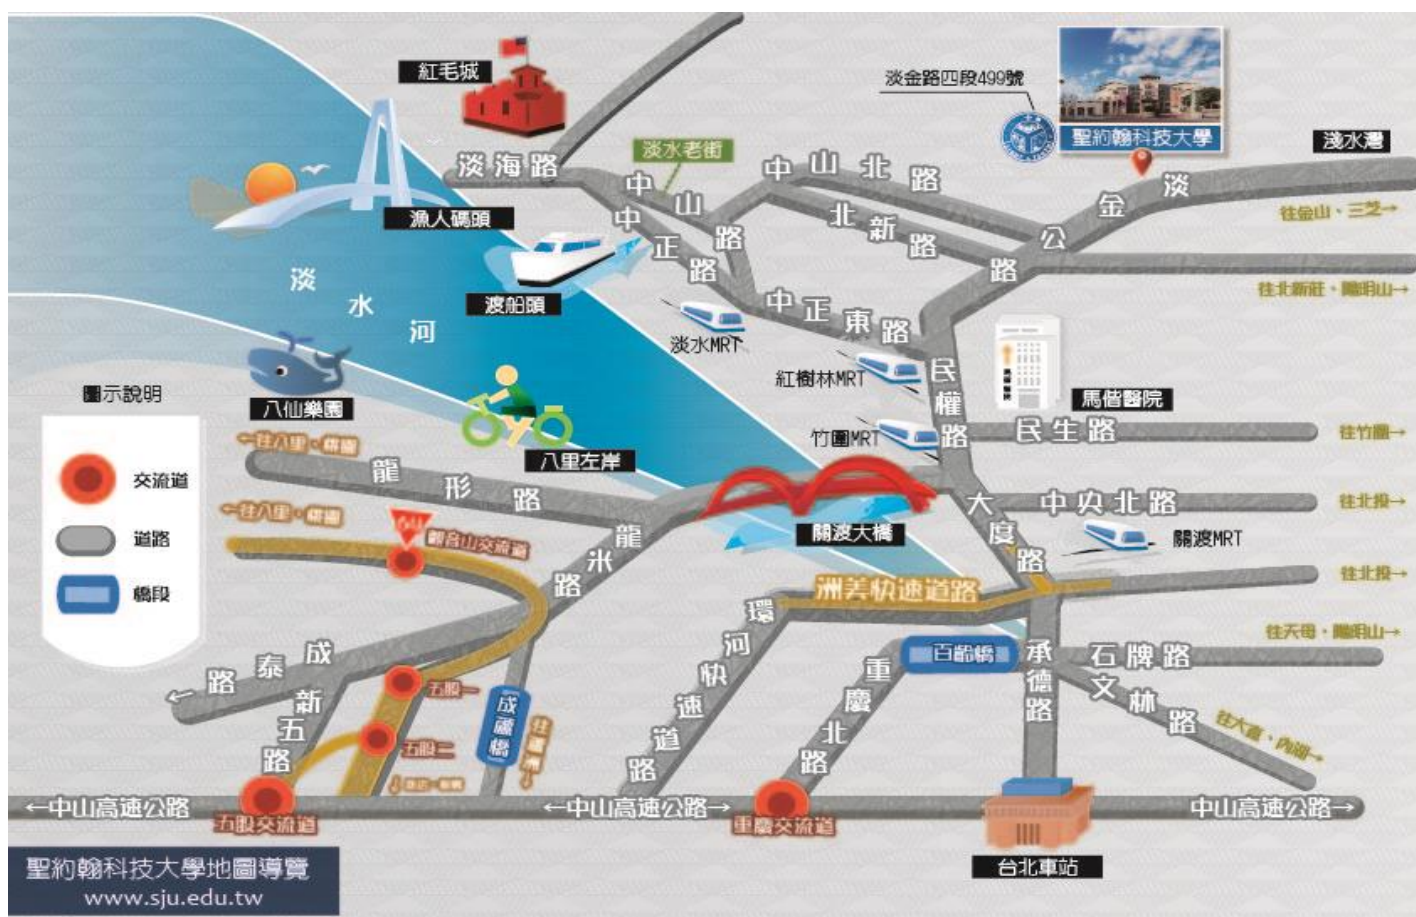 紅毛城
淡金路四段499號
聖約翰科技大學
淺水灣
淡水老街
淡海路
中山北路
中山路
北新路
中正路
淡金公路
往金山、三芝→
漁人碼頭
淡水河
渡船頭
往北新莊、陽明山→
中正東路
淡水MRT
紅樹林MRT
民權路
馬偕醫院
圖示說明
八仙樂園
竹圍MRT
民生路
往竹圍→
←往八里、桃園
八里左岸
交流道
龍形路
大度路
中央北路
往北投→
←往八里、桃園
關渡大橋
關渡MRT
道路
觀音山交流道
龍米路
橋段
洲美快速道路
往北投→
環河快速道路
往天母、陽明山→
百齡橋
承德路
石牌路
文林路
成泰路
←
五股一
重慶北路
新五路
成蘆橋
往蘆洲→
五股二
往大直、內湖→
←中山高速公路
←中山高速公路→
中山高速公路→
五股交流道
重慶交流道
台北車站
聖約翰科技大學地圖導覽
www.sju.edu.tw